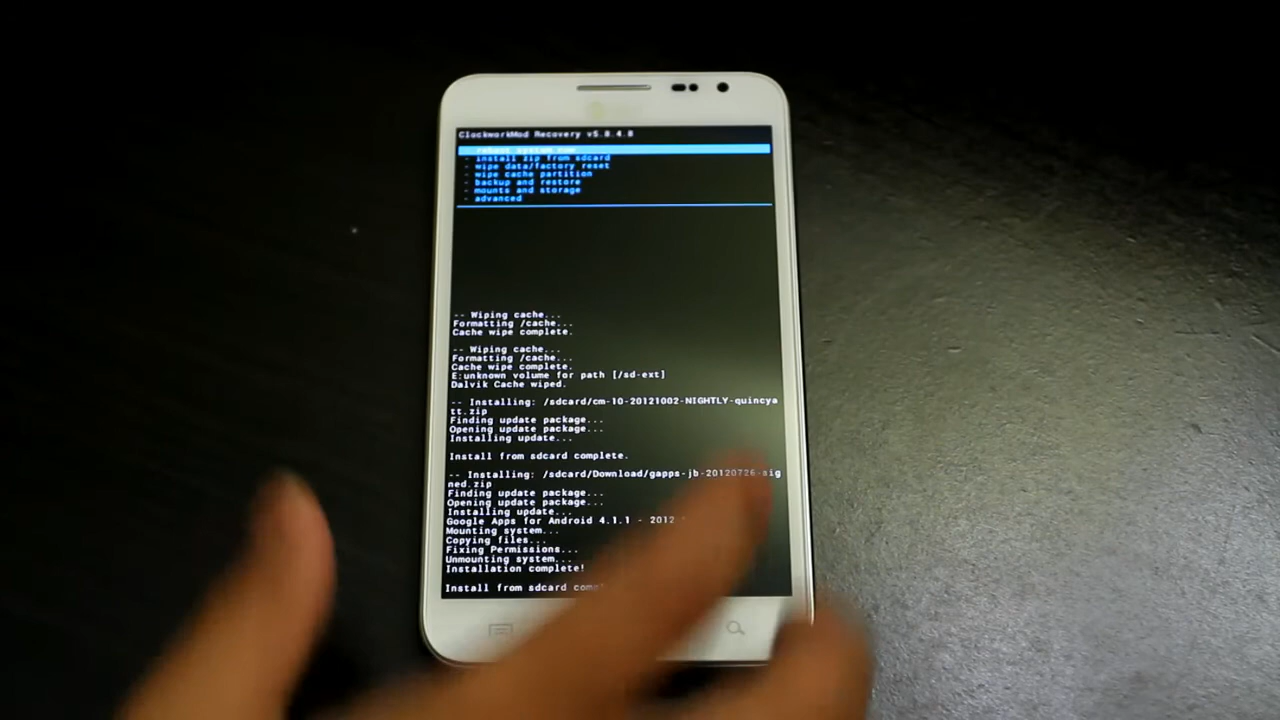 ClockworkMod Recovery v5.8.4.8
- reboot system now
- install zip from sdcard
- wipe data/factory reset
- wipe cache partition
- backup and restore
- mounts and storage
- advanced
-- Wiping cache...
Formatting /cache...
Cache wipe complete.
-- Wiping cache...
Formatting /cache...
Cache wipe complete.
E:unknown volume for path [/sd-ext]
Dalvik Cache wiped.
-- Installing: /sdcard/cm-10-20121002-NIGHTLY-quincya
tt.zip
Finding update package...
Opening update package...
Installing update...
Install from sdcard complete.
-- Installing: /sdcard/Download/gapps-jb-20120726-sig
ned.zip
Finding update package...
Opening update package...
Installing update...
Google Apps for Android 4.1.1 - 2012
Mounting system...
Copying files...
Fixing Permissions...
Unmounting system...
Installation complete!
Install from sdcard